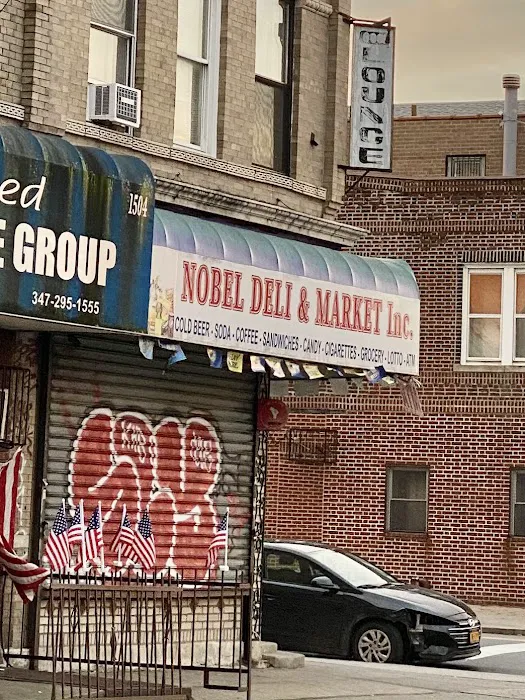 LOUNGE
ed
1504
E GROUP
347-295-1555
NOBEL DELI & MARKET Inc.
COLD BEER - SODA - COFFEE - SANDWICHES - CANDY - CIGARETTES - GROCERY - LOTTO - ATM